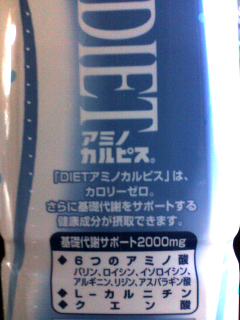 DIET
アミノ
カルピス®
「DIETアミノカルピス」は、
カロリーゼロ。
さらに基礎代謝をサポートする
健康成分が摂取できます。
基礎代謝サポート2000mg
◆6つのアミノ酸
バリン、ロイシン、イソロイシン、
アルギニン、リジン、アスパラギン酸
◆L-カルニチン
◆クエン酸